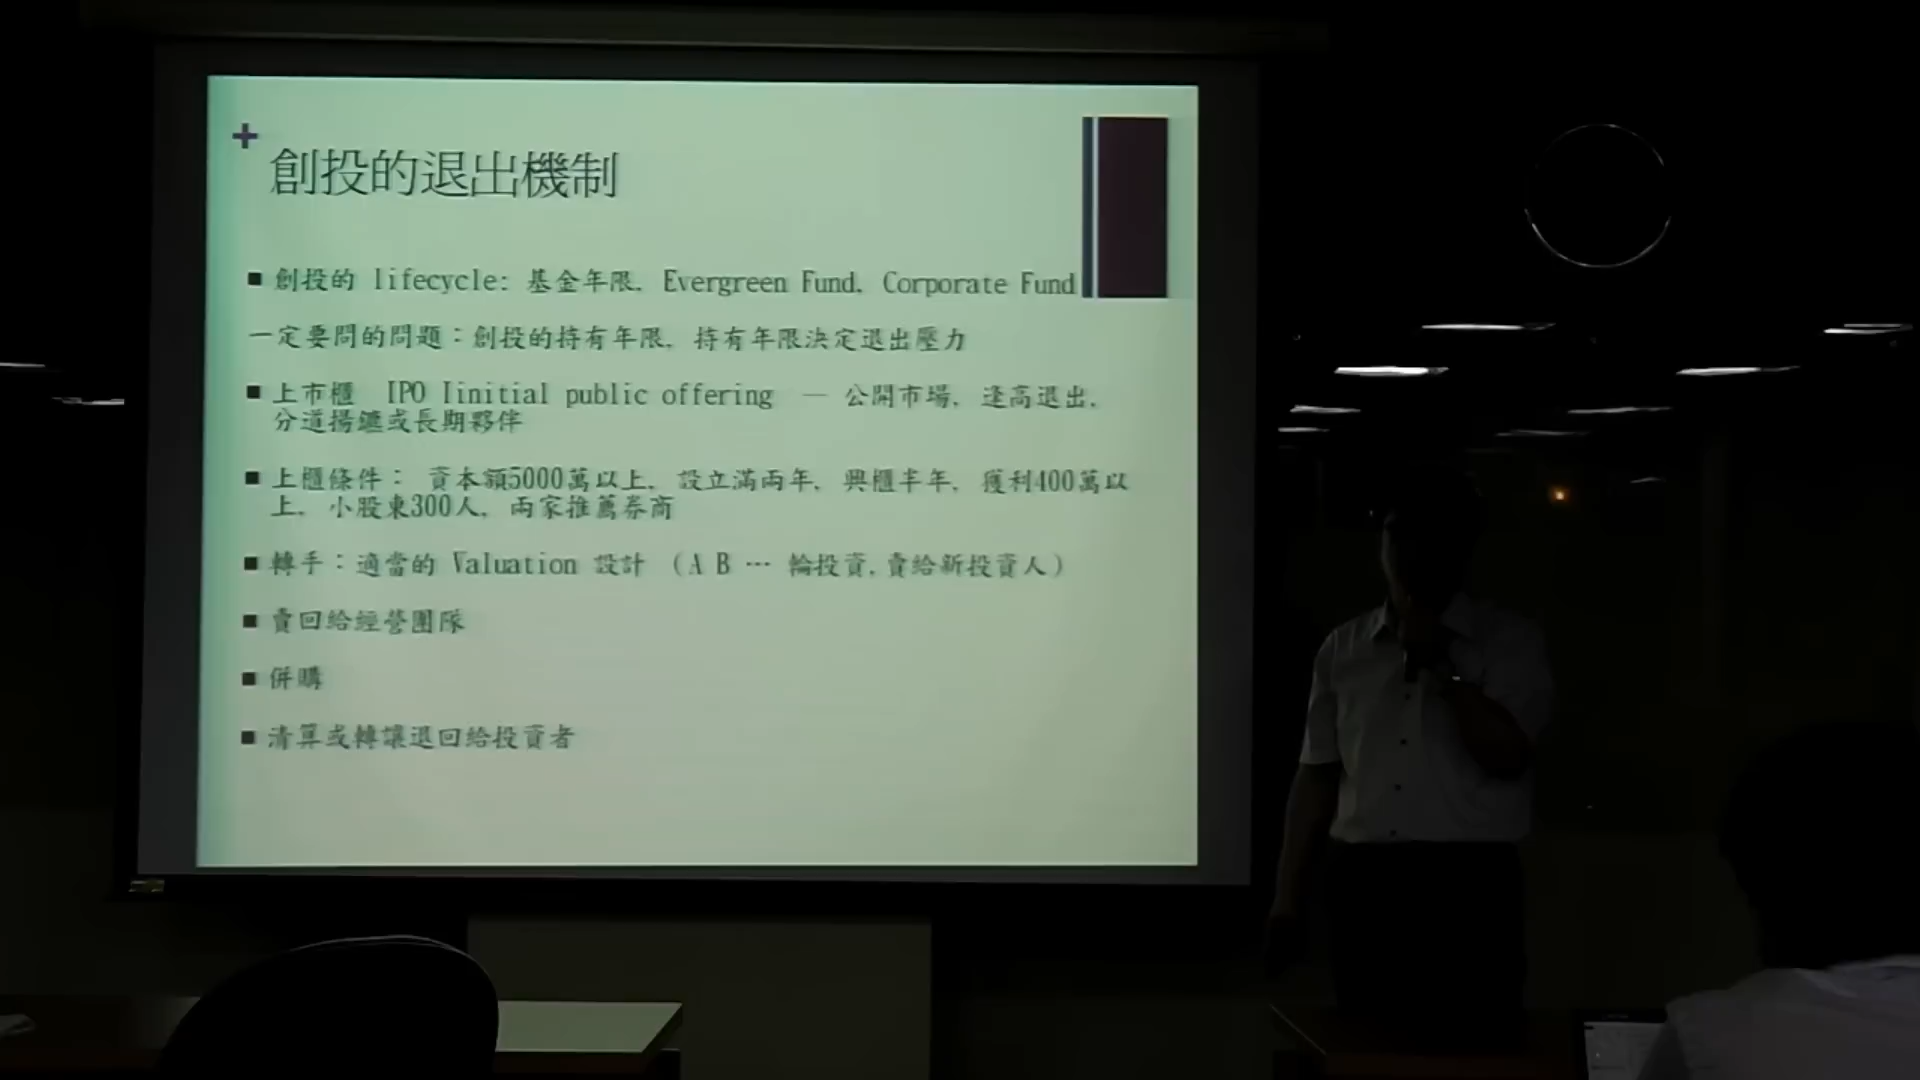 +
創投的退出機制
■ 創投的 lifecycle: 基金年限, Evergreen Fund, Corporate Fund
一定要問的問題：創投的持有年限, 持有年限決定退出壓力
■ 上市櫃 IPO Iinitial public offering — 公開市場, 逢高退出,
分道揚鑣或長期夥伴
■ 上櫃條件： 資本額5000萬以上, 設立滿兩年, 興櫃半年, 獲利400萬以
上, 小股東300人, 兩家推薦券商
■ 轉手：適當的 Valuation 設計 （A B … 輪投資,賣給新投資人）
■ 賣回給經營團隊
■ 併購
■ 清算或轉讓退回給投資者